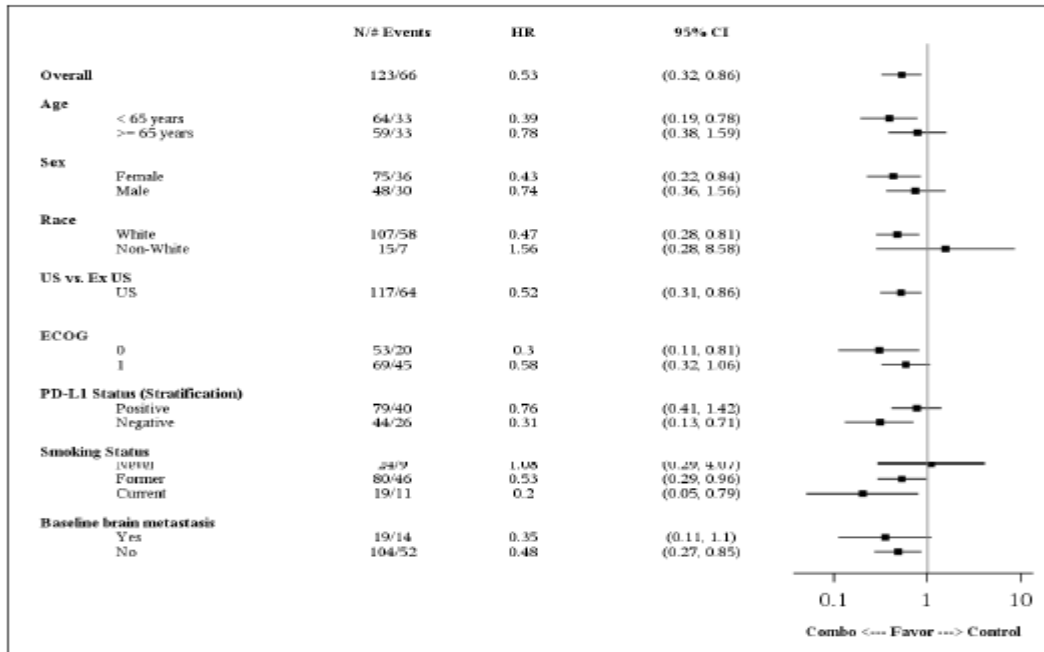 N/# Events HR 95% CI
Overall 123/66 0.53 (0.32, 0.86)
Age
< 65 years 64/33 0.39 (0.19, 0.78)
>= 65 years 59/33 0.78 (0.38, 1.59)
Sex
Female 75/36 0.43 (0.22, 0.84)
Male 48/30 0.74 (0.36, 1.56)
Race
White 107/58 0.47 (0.28, 0.81)
Non-White 15/7 1.56 (0.28, 8.58)
US vs. Ex US
US 117/64 0.52 (0.31, 0.86)
ECOG
0 53/20 0.3 (0.11, 0.81)
1 69/45 0.58 (0.32, 1.06)
PD-L1 Status (Stratification)
Positive 79/40 0.76 (0.41, 1.42)
Negative 44/26 0.31 (0.13, 0.71)
Smoking Status
Never 24/9 1.08 (0.29, 4.07)
Former 80/46 0.53 (0.29, 0.96)
Current 19/11 0.2 (0.05, 0.79)
Baseline brain metastasis
Yes 19/14 0.35 (0.11, 1.1)
No 104/52 0.48 (0.27, 0.85)
0.1 1 10
Combo <--- Favor ---> Control